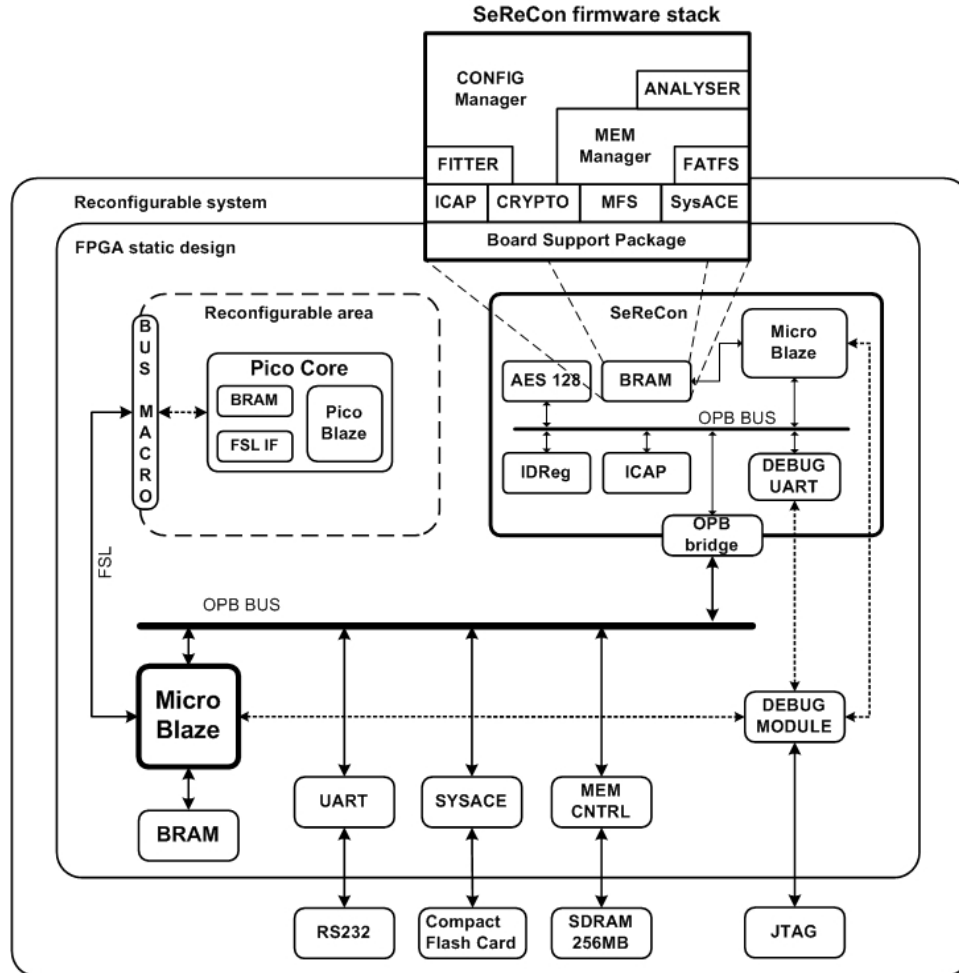 SeReCon firmware stack
CONFIG
Manager
ANALYSER
MEM
Manager
FITTER
FATFS
ICAP
CRYPTO
MFS
SysACE
Board Support Package
Reconfigurable system
FPGA static design
Reconfigurable area
BUS MACRO
Pico Core
BRAM
FSL IF
Pico
Blaze
SeReCon
Micro
Blaze
AES 128
BRAM
OPB BUS
IDReg
ICAP
DEBUG
UART
OPB
bridge
FSL
OPB BUS
Micro
Blaze
DEBUG
MODULE
BRAM
UART
SYSACE
MEM
CNTRL
RS232
Compact
Flash Card
SDRAM
256MB
JTAG